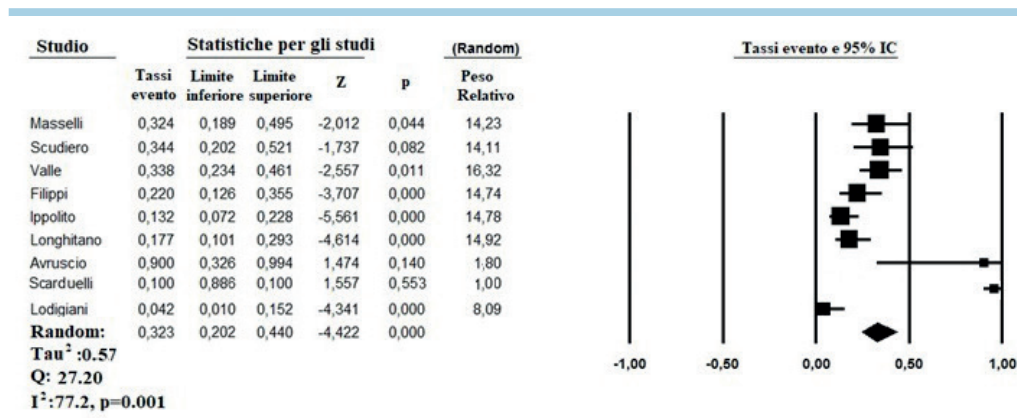 Studio Statistiche per gli studi (Random) Tassi evento e 95% IC
Tassi evento Limite inferiore Limite superiore Z p Peso Relativo
Masselli 0,324 0,189 0,495 -2,012 0,044 14,23
Scudiero 0,344 0,202 0,521 -1,737 0,082 14,11
Valle 0,338 0,234 0,461 -2,557 0,011 16,32
Filippi 0,220 0,126 0,355 -3,707 0,000 14,74
Ippolito 0,132 0,072 0,228 -5,561 0,000 14,78
Longhitano 0,177 0,101 0,293 -4,614 0,000 14,92
Avruscio 0,900 0,326 0,994 1,474 0,140 1,80
Scarduelli 0,100 0,886 0,100 1,557 0,553 1,00
Lodigiani 0,042 0,010 0,152 -4,341 0,000 8,09
Random: 0,323 0,202 0,440 -4,422 0,000
Tau²:0.57
-1,00 -0,50 0,00 0,50 1,00
Q: 27.20
I²:77.2, p=0.001